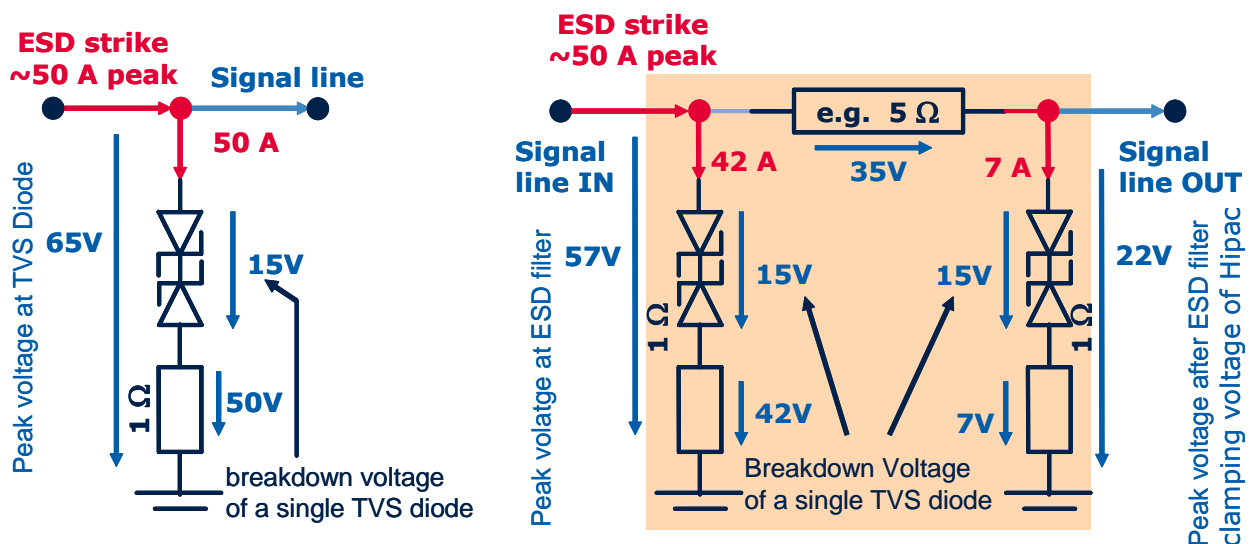 ESD strike
~50 A peak
Signal line
50 A
Peak voltage at TVS Diode
65V
15V
1 Ω
50V
breakdown voltage
of a single TVS diode
ESD strike
~50 A peak
e.g. 5 Ω
35V
Signal
line IN
42 A
7 A
Signal
line OUT
Peak volatge at ESD filter
57V
15V
15V
22V
1 Ω
1 Ω
42V
7V
Breakdown Voltage
of a single TVS diode
Peak voltage after ESD filter
clamping voltage of Hipac